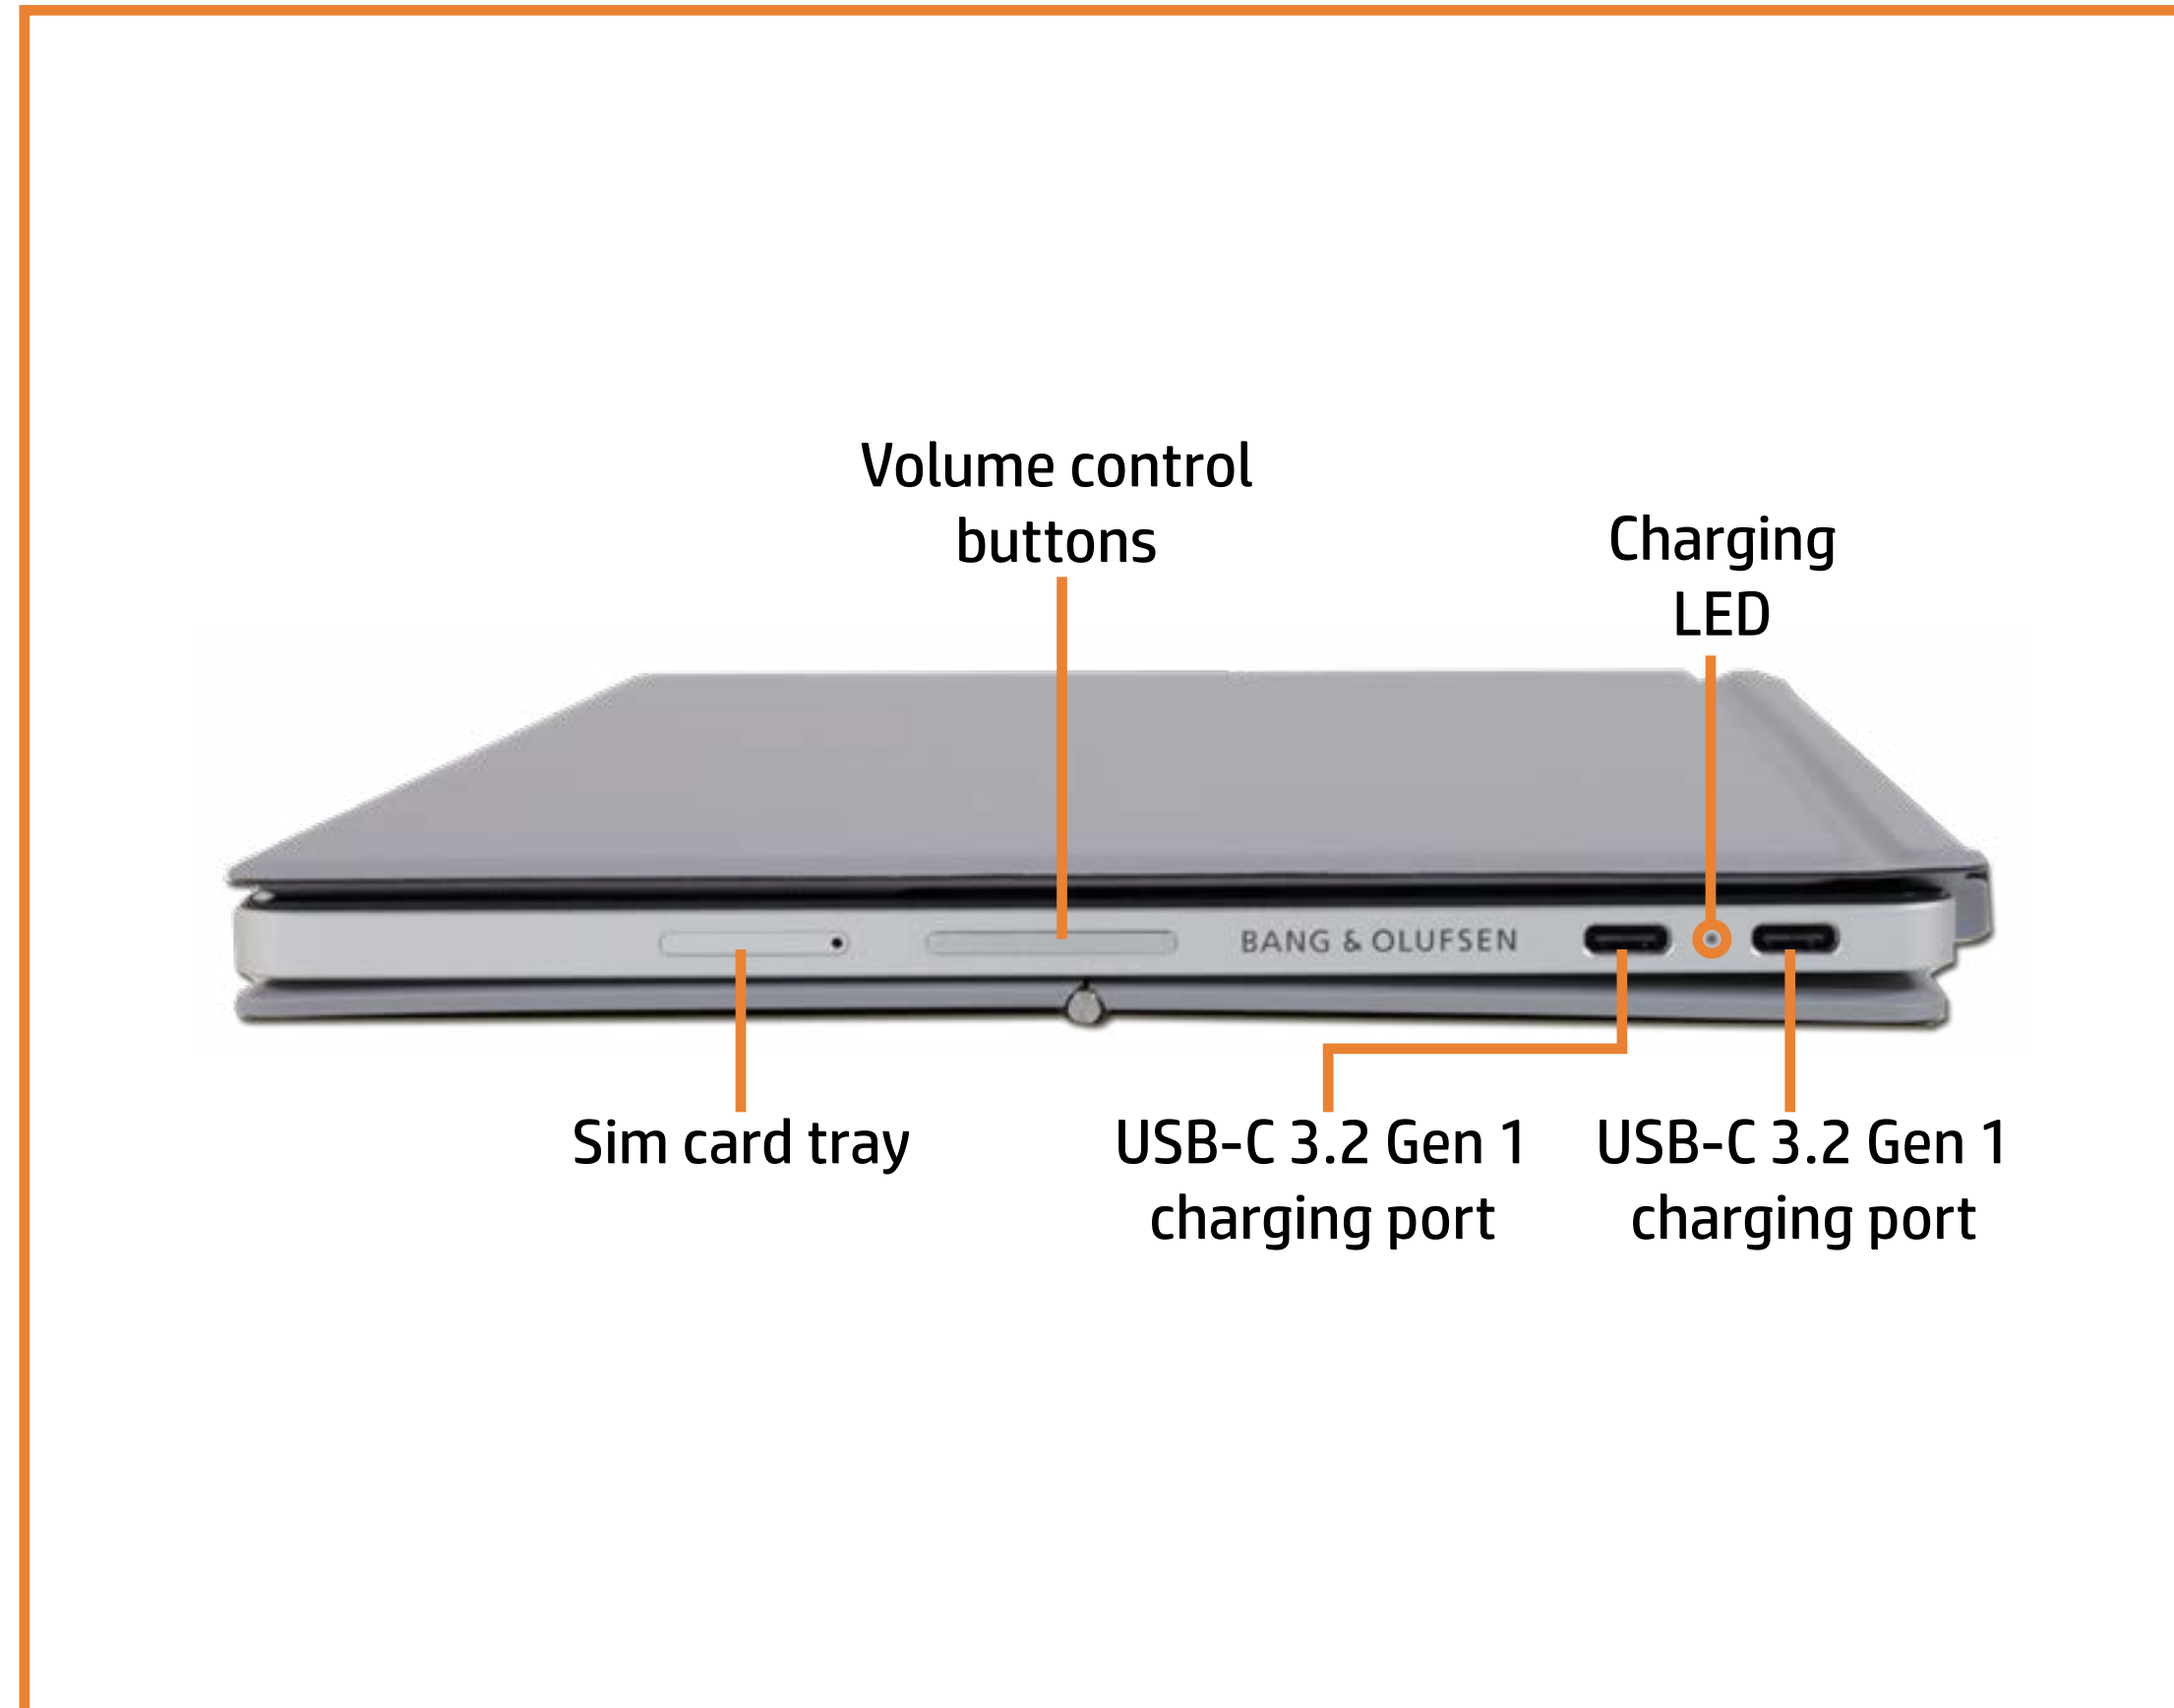 Volume control
buttons
Charging
LED
BANG & OLUFSEN
Sim card tray
USB-C 3.2 Gen 1
charging port
USB-C 3.2 Gen 1
charging port